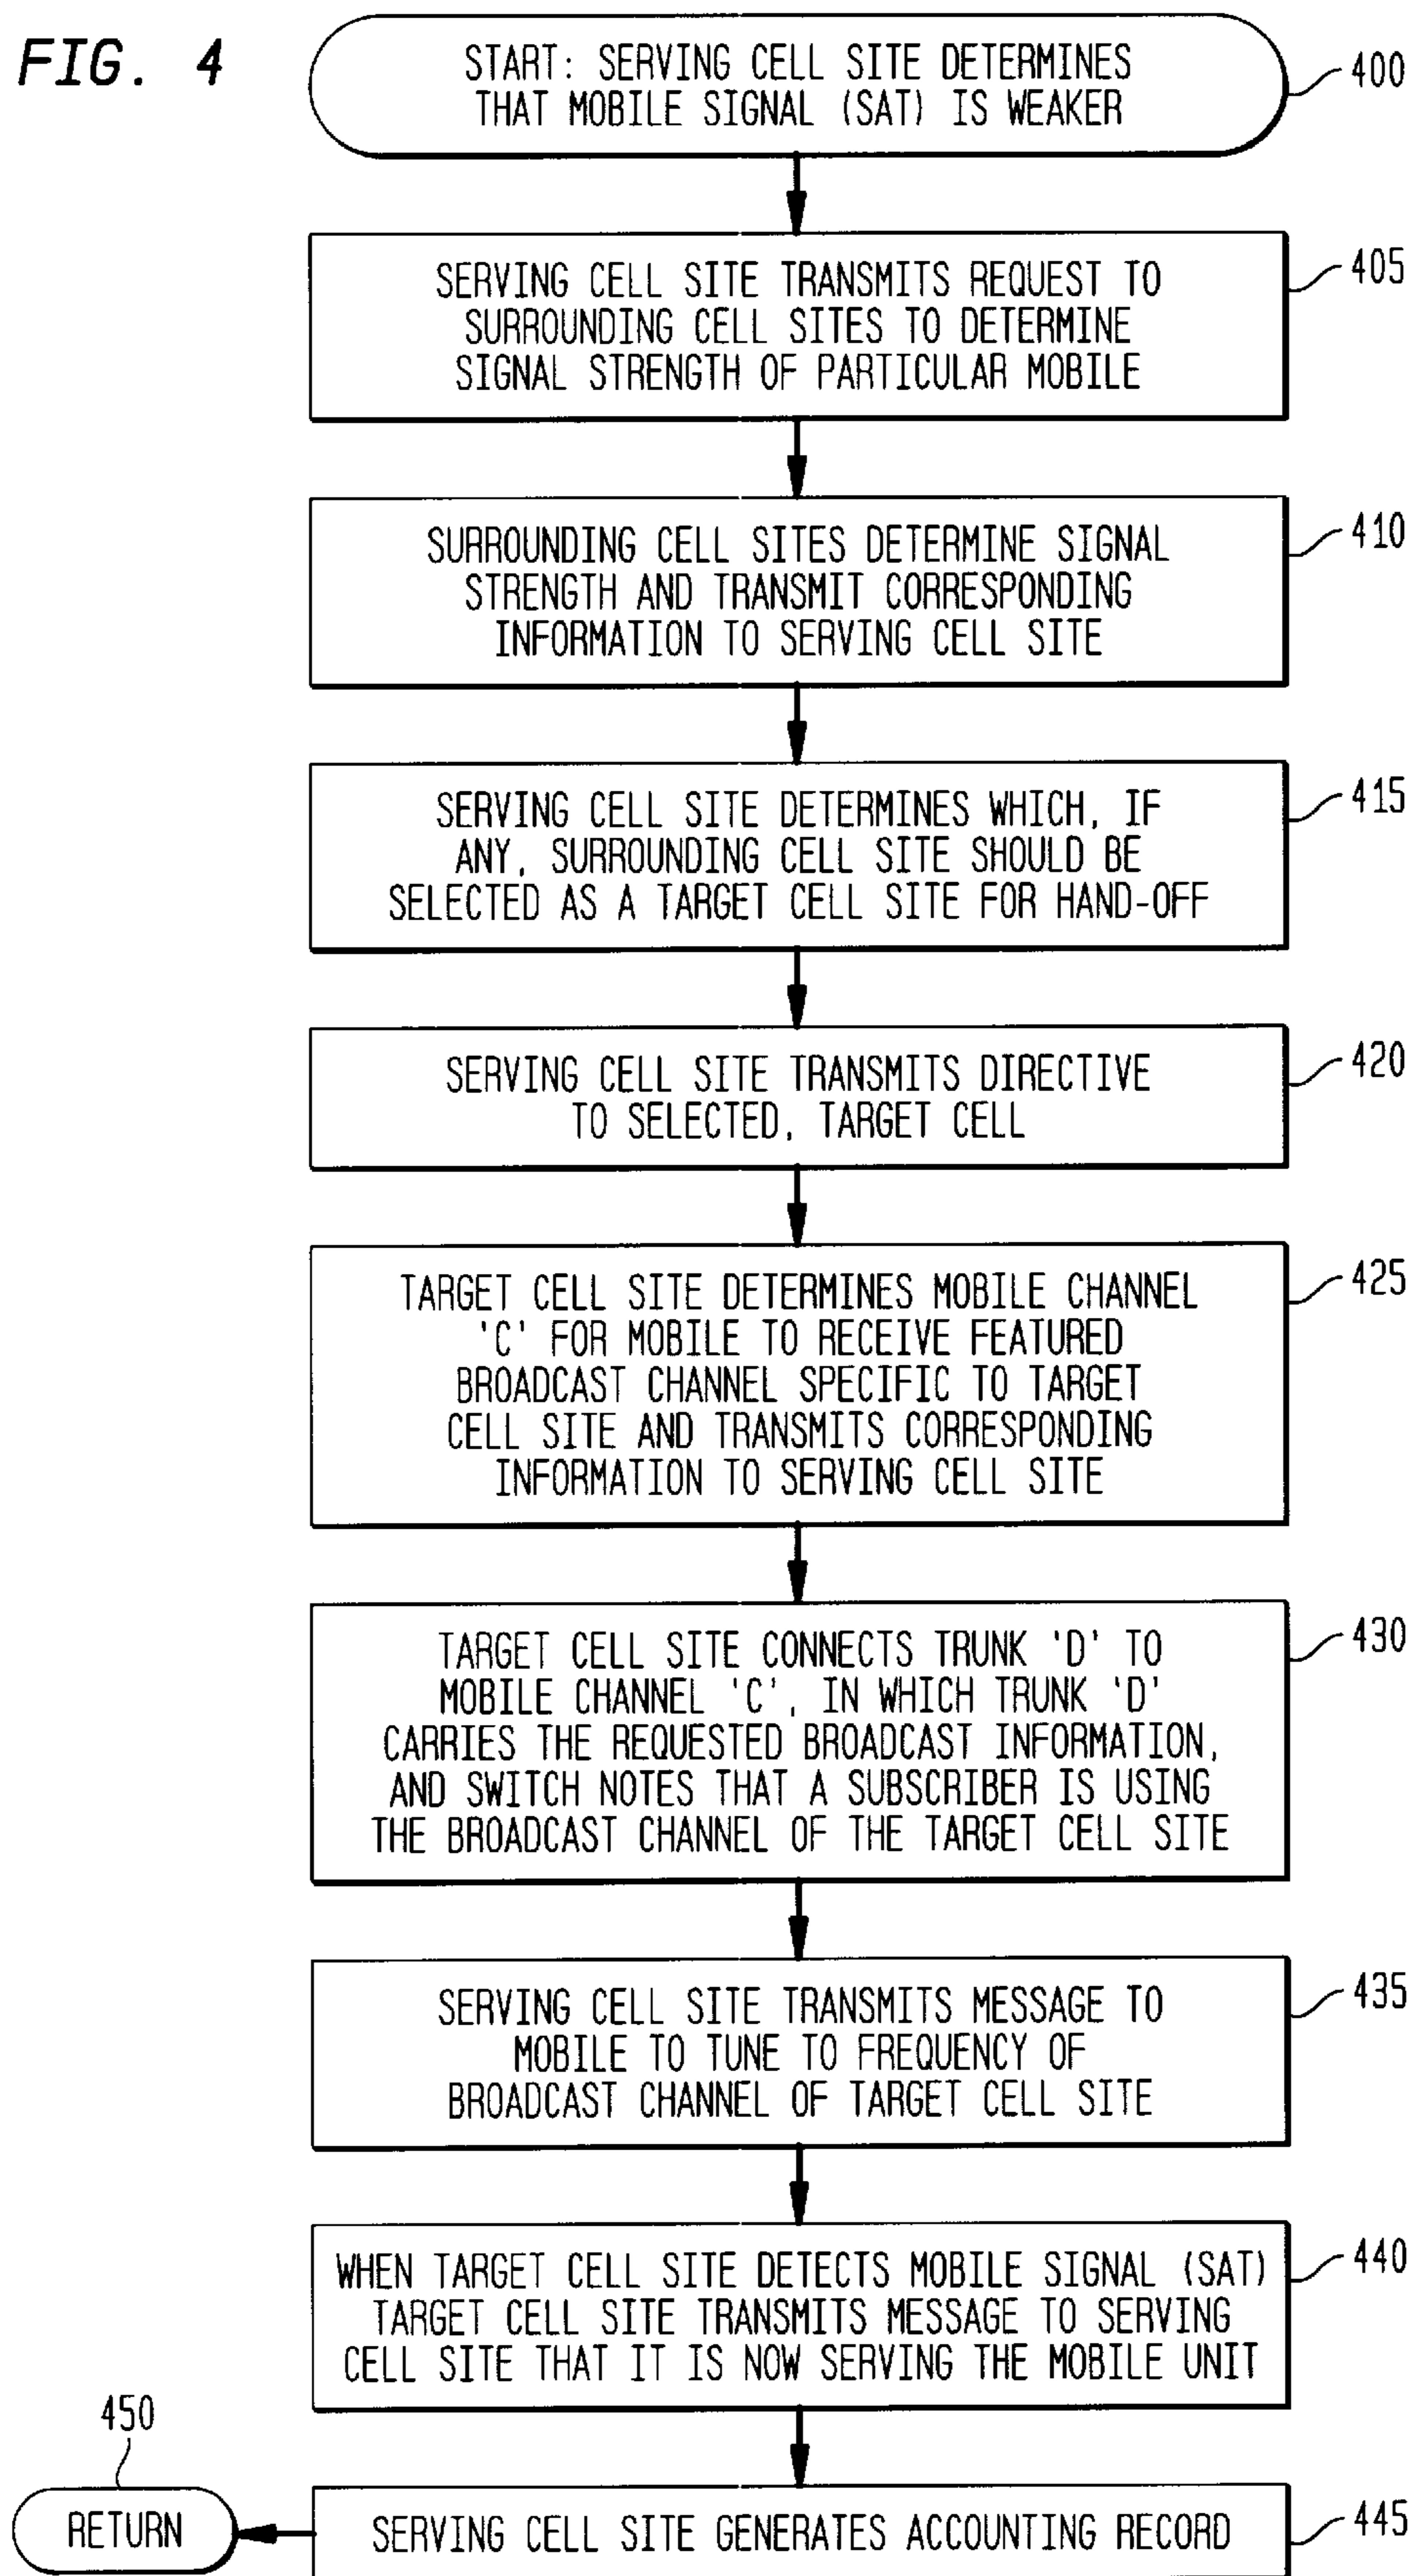 FIG. 4
START: SERVING CELL SITE DETERMINES
THAT MOBILE SIGNAL (SAT) IS WEAKER
400
SERVING CELL SITE TRANSMITS REQUEST TO
SURROUNDING CELL SITES TO DETERMINE
SIGNAL STRENGTH OF PARTICULAR MOBILE
405
SURROUNDING CELL SITES DETERMINE SIGNAL
STRENGTH AND TRANSMIT CORRESPONDING
INFORMATION TO SERVING CELL SITE
410
SERVING CELL SITE DETERMINES WHICH, IF
ANY, SURROUNDING CELL SITE SHOULD BE
SELECTED AS A TARGET CELL SITE FOR HAND-OFF
415
SERVING CELL SITE TRANSMITS DIRECTIVE
TO SELECTED, TARGET CELL
420
TARGET CELL SITE DETERMINES MOBILE CHANNEL
'C' FOR MOBILE TO RECEIVE FEATURED
BROADCAST CHANNEL SPECIFIC TO TARGET
CELL SITE AND TRANSMITS CORRESPONDING
INFORMATION TO SERVING CELL SITE
425
TARGET CELL SITE CONNECTS TRUNK 'D' TO
MOBILE CHANNEL 'C', IN WHICH TRUNK 'D'
CARRIES THE REQUESTED BROADCAST INFORMATION,
AND SWITCH NOTES THAT A SUBSCRIBER IS USING
THE BROADCAST CHANNEL OF THE TARGET CELL SITE
430
SERVING CELL SITE TRANSMITS MESSAGE TO
MOBILE TO TUNE TO FREQUENCY OF
BROADCAST CHANNEL OF TARGET CELL SITE
435
WHEN TARGET CELL SITE DETECTS MOBILE SIGNAL (SAT)
TARGET CELL SITE TRANSMITS MESSAGE TO SERVING
CELL SITE THAT IT IS NOW SERVING THE MOBILE UNIT
440
SERVING CELL SITE GENERATES ACCOUNTING RECORD
445
450
RETURN